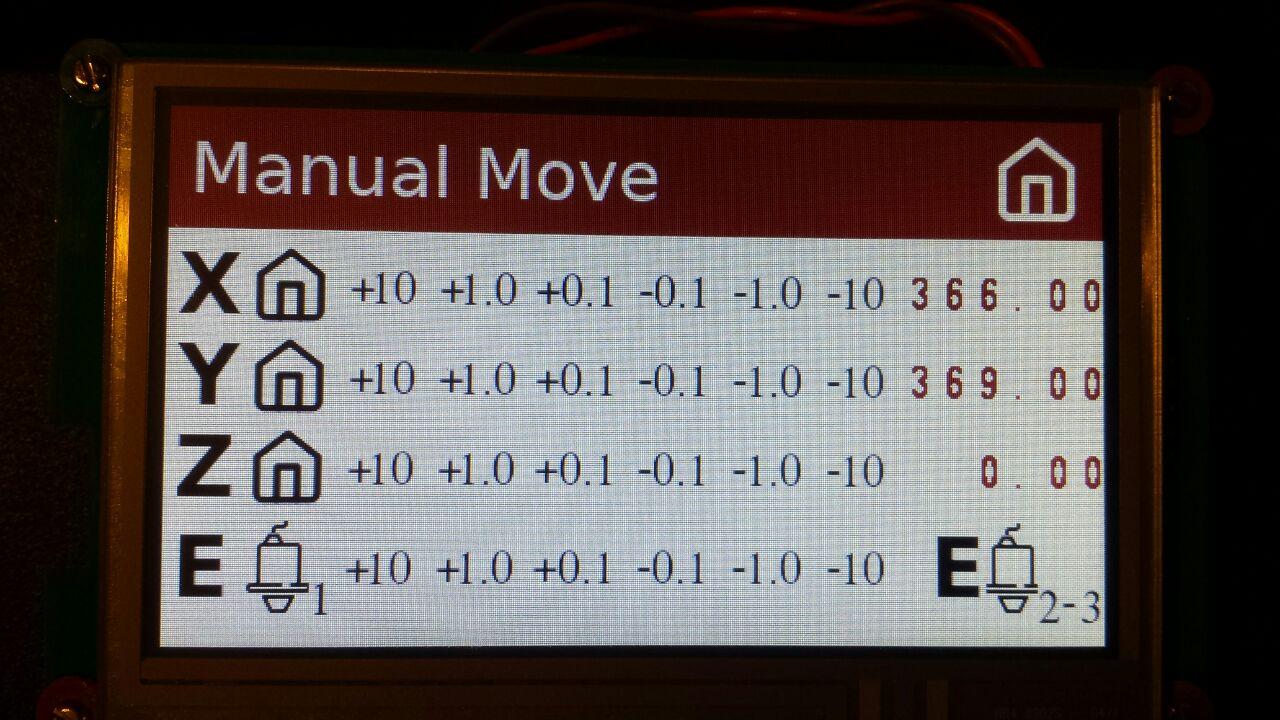 Manual Move
X +10 +1.0 +0.1 -0.1 -1.0 -10 366.00
Y +10 +1.0 +0.1 -0.1 -1.0 -10 369.00
Z +10 +1.0 +0.1 -0.1 -1.0 -10 0.00
E 1 +10 +1.0 +0.1 -0.1 -1.0 -10 E 2-3